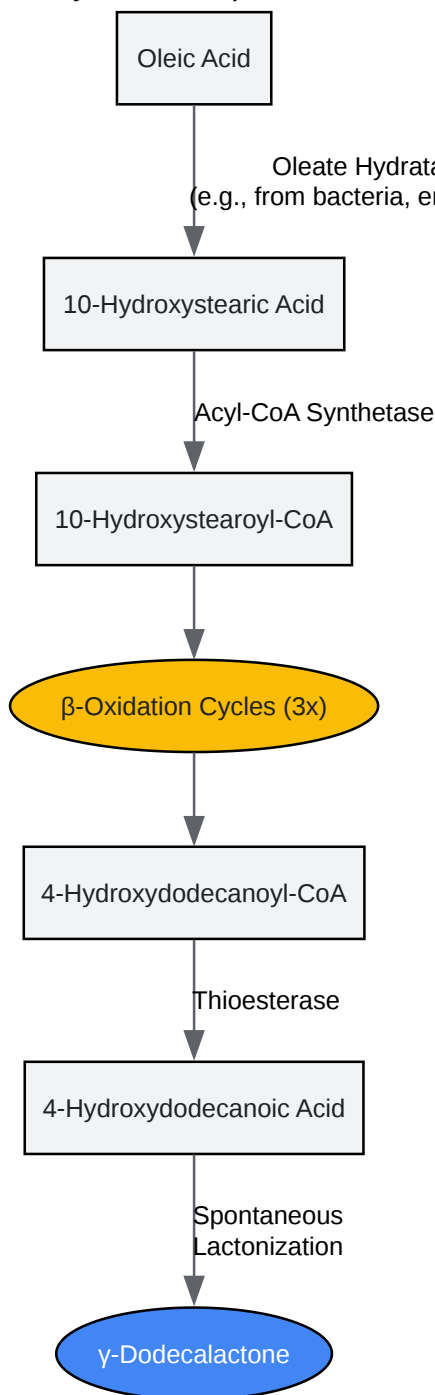 Oleic Acid
Oleate
(e.g., from bacteria,
10-Hydroxystearic Acid
Acyl-CoA Synthetase
10-Hydroxystearoyl-CoA
β-Oxidation Cycles (3x)
4-Hydroxydodecanoyl-CoA
Thioesterase
4-Hydroxydodecanoic Acid
Spontaneous
Lactonization
γ-Dodecalactone